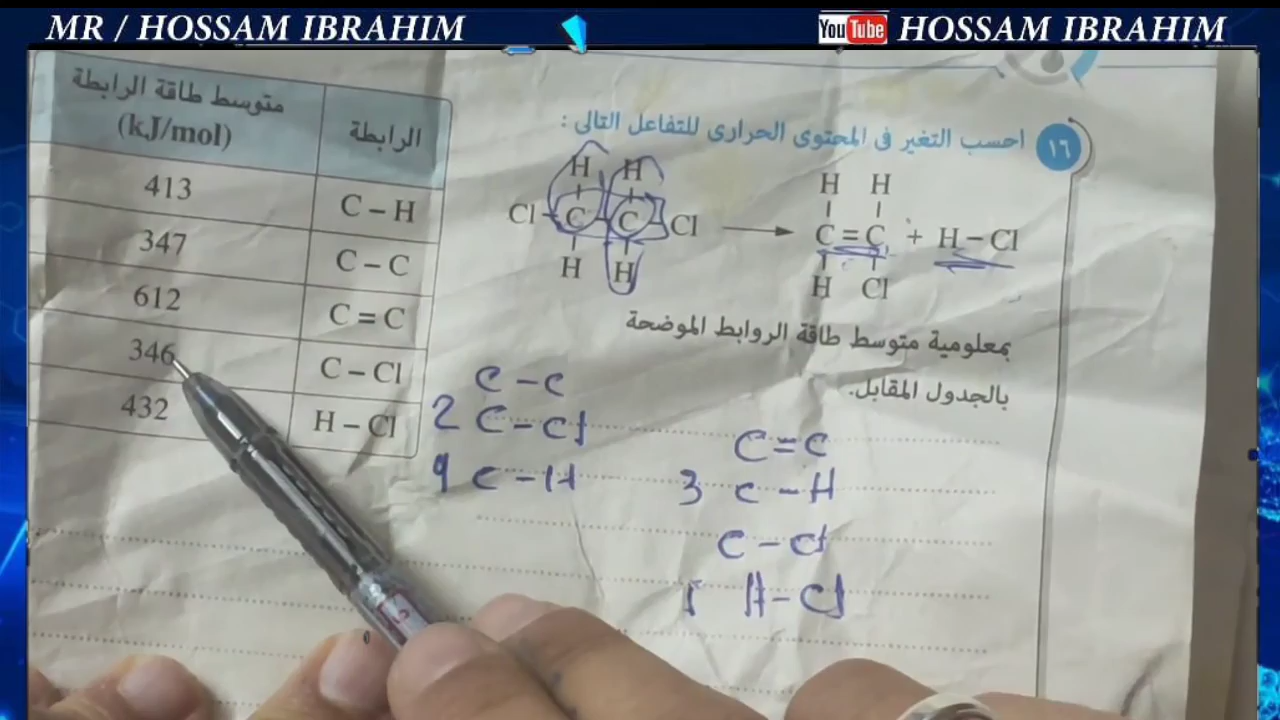 MR / HOSSAM IBRAHIM
YouTube HOSSAM IBRAHIM
١٦ احسب التغير فى المحتوى الحرارى للتفاعل التالى :
H H
Cl – C – C – Cl
H H
H H
C = C + H – Cl
H Cl
بمعلومية متوسط طاقة الروابط الموضحة
بالجدول المقابل.
الرابطة متوسط طاقة الرابطة (kJ/mol)
C – H 413
C – C 347
C = C 612
C – Cl 346
H – Cl 432
C – C
2 C – Cl
4 C – H
C = C
3 C – H
C – Cl
1 H – Cl